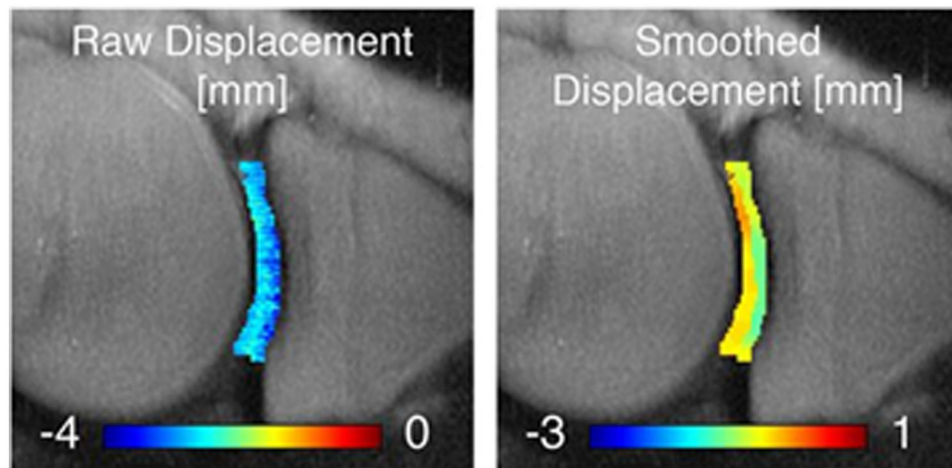 Raw Displacement
[mm]
-4 0
Smoothed
Displacement [mm]
-3 1